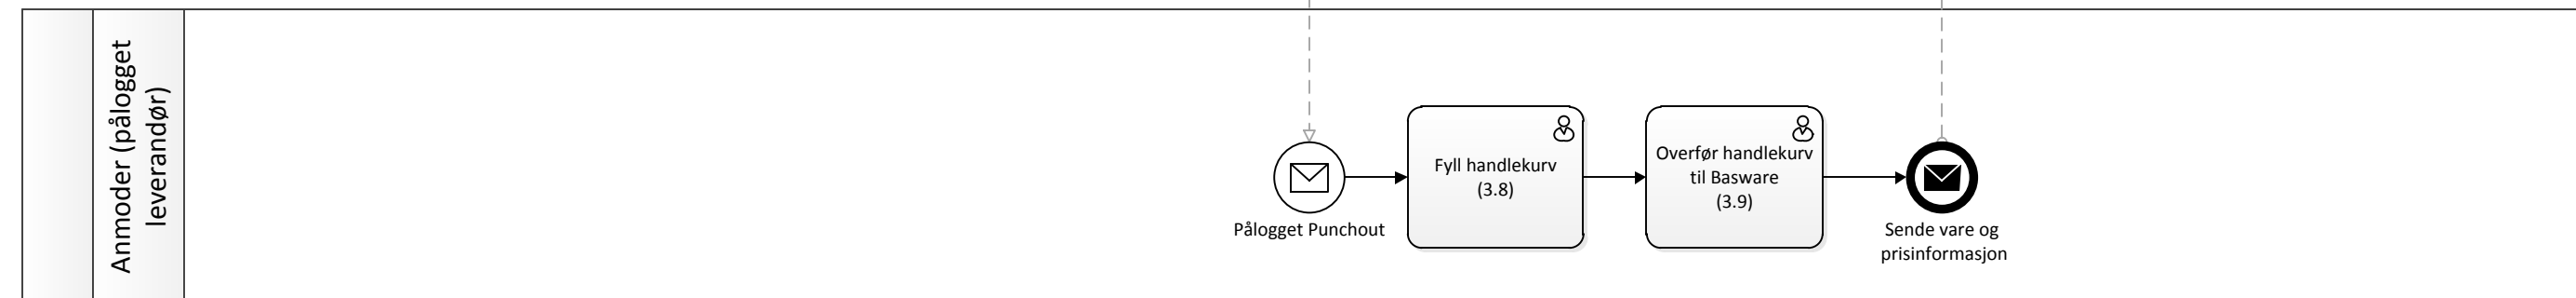 Anmoder (pålogget
leverandør)
Pålogget Punchout
Fyll handlekurv
(3.8)
Overfør handlekurv
til Basware
(3.9)
Sende vare og
prisinformasjon